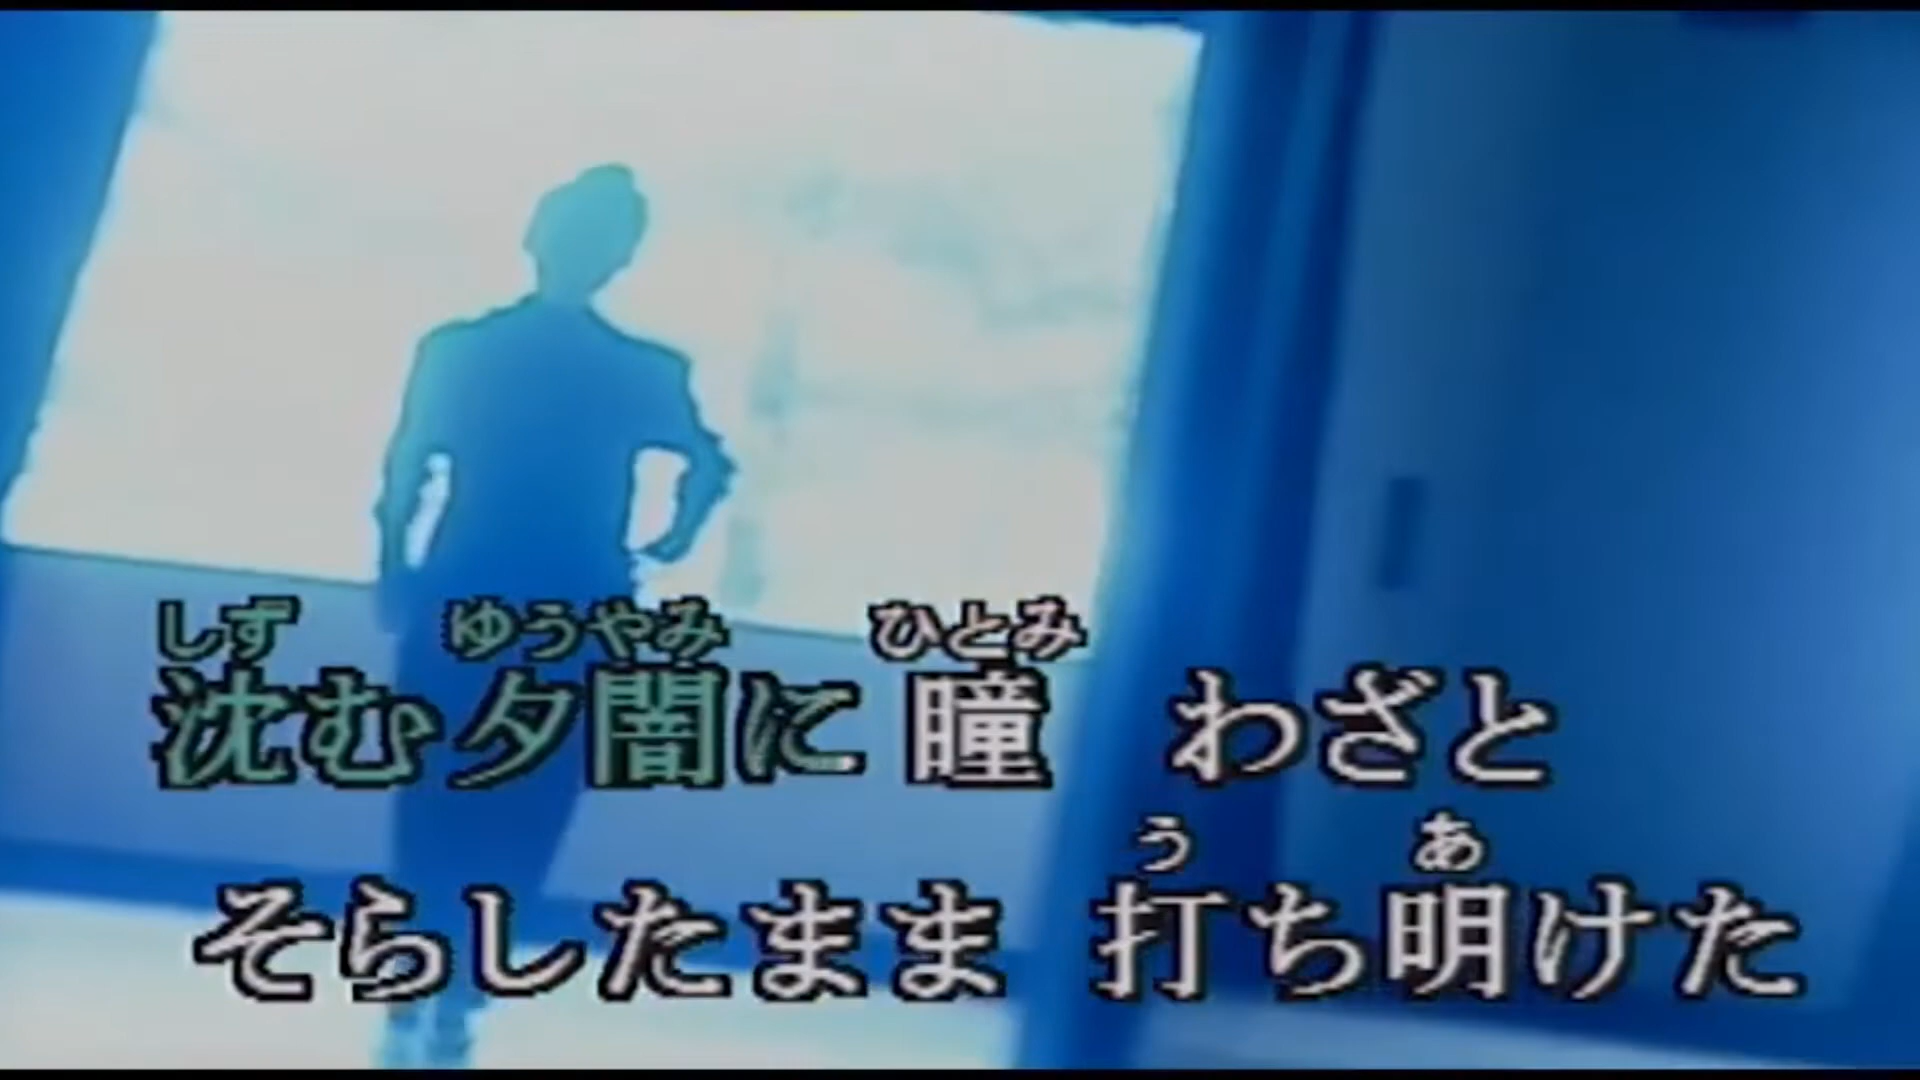 しず ゆうやみ ひとみ
沈む夕闇に 瞳 わざと
う あ
そらしたまま 打ち明けた